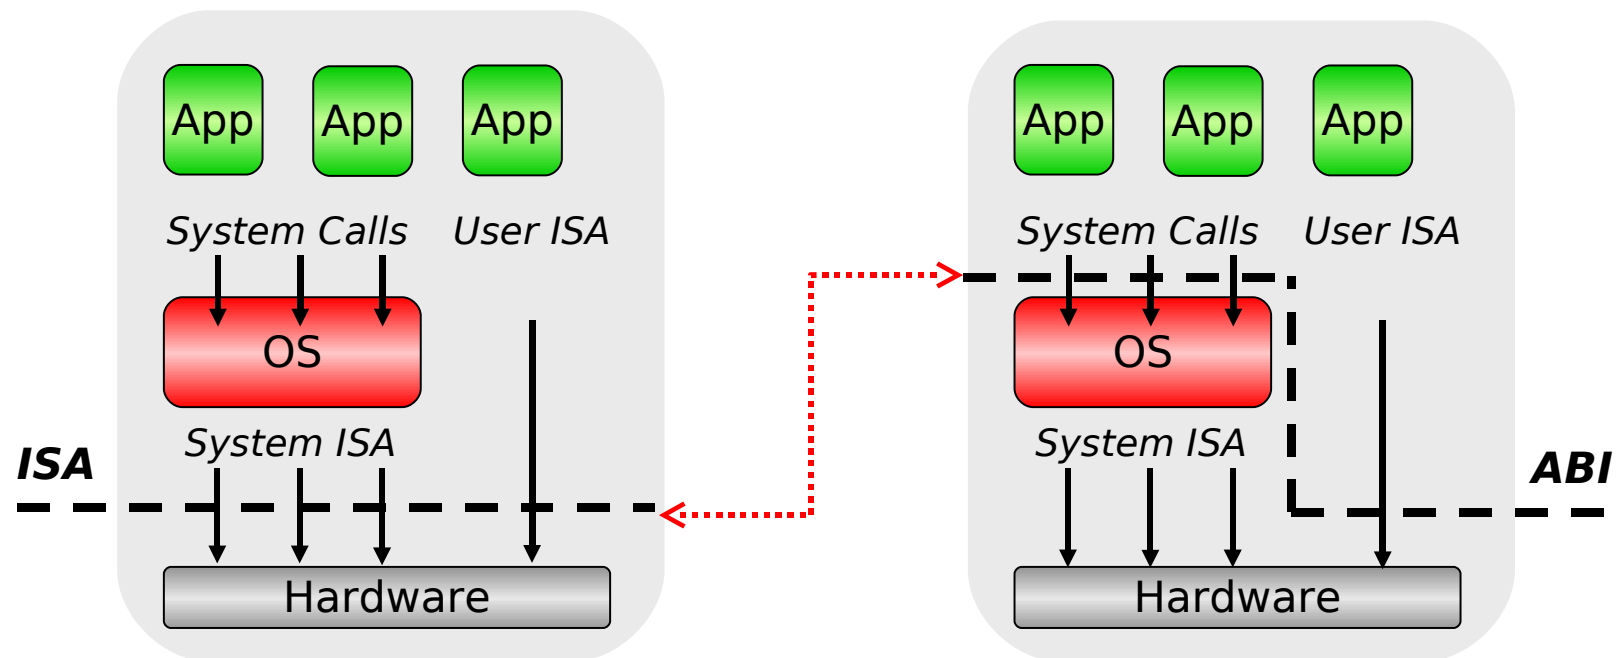 App App App
System Calls User ISA
OS
System ISA
ISA
Hardware
App App App
System Calls User ISA
OS
System ISA
ABI
Hardware